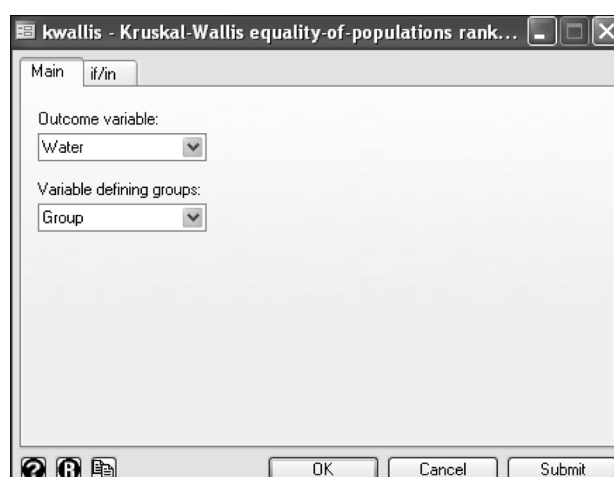 kwallis - Kruskal-Wallis equality-of-populations rank...
Main if/in
Outcome variable:
Water
Variable defining groups:
Group
? R OK Cancel Submit